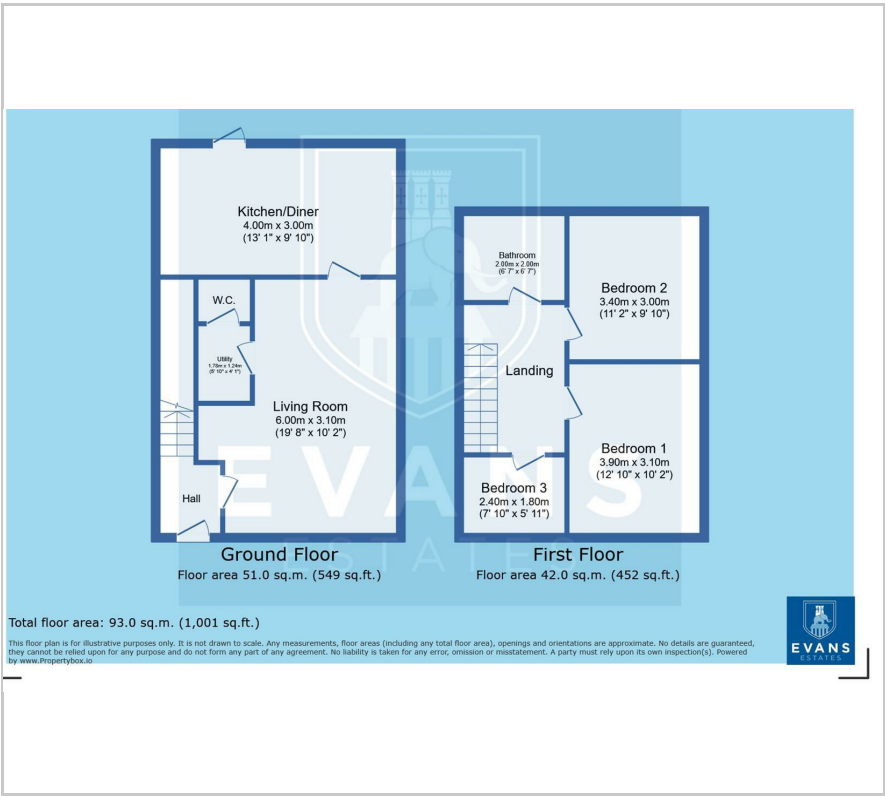 Kitchen/Diner
4.00m x 3.00m
(13' 1" x 9' 10")
W.C.
Utility
1.78m x 1.24m
(5' 10" x 4' 1")
Living Room
6.00m x 3.10m
(19' 8" x 10' 2")
Hall
Bathroom
2.00m x 2.00m
(6' 7" x 6' 7")
Bedroom 2
3.40m x 3.00m
(11' 2" x 9' 10")
Landing
Bedroom 1
3.90m x 3.10m
(12' 10" x 10' 2")
Bedroom 3
2.40m x 1.80m
(7' 10" x 5' 11")
EVANS
ESTATES
Ground Floor
Floor area 51.0 sq.m. (549 sq.ft.)
First Floor
Floor area 42.0 sq.m. (452 sq.ft.)
Total floor area: 93.0 sq.m. (1,001 sq.ft.)
This floor plan is for illustrative purposes only. It is not drawn to scale. Any measurements, floor areas (including any total floor area), openings and orientations are approximate. No details are guaranteed,
they cannot be relied upon for any purpose and do not form any part of any agreement. No liability is taken for any error, omission or misstatement. A party must rely upon its own inspection(s). Powered
by www.Propertybox.io
EVANS
ESTATES